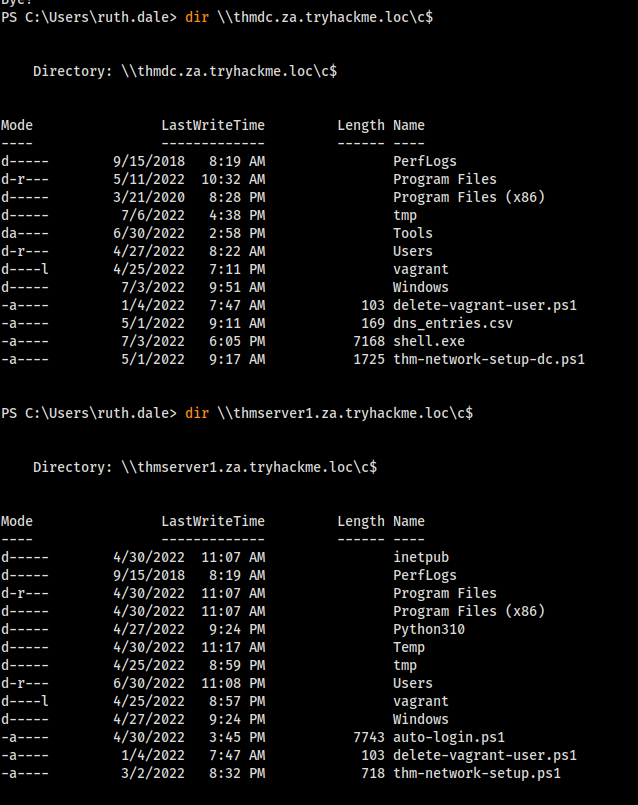 Bye!
PS C:\Users\ruth.dale> dir \\thmdc.za.tryhackme.loc\c$
Directory: \\thmdc.za.tryhackme.loc\c$
Mode LastWriteTime Length Name
---- ------------- ------ ----
d----- 9/15/2018 8:19 AM PerfLogs
d-r--- 5/11/2022 10:32 AM Program Files
d----- 3/21/2020 8:28 PM Program Files (x86)
d----- 7/6/2022 4:38 PM tmp
da---- 6/30/2022 2:58 PM Tools
d-r--- 4/27/2022 8:22 AM Users
d----l 4/25/2022 7:11 PM vagrant
d----- 7/3/2022 9:51 AM Windows
-a---- 1/4/2022 7:47 AM 103 delete-vagrant-user.ps1
-a---- 5/1/2022 9:11 AM 169 dns_entries.csv
-a---- 7/3/2022 6:05 PM 7168 shell.exe
-a---- 5/1/2022 9:17 AM 1725 thm-network-setup-dc.ps1
PS C:\Users\ruth.dale> dir \\thmserver1.za.tryhackme.loc\c$
Directory: \\thmserver1.za.tryhackme.loc\c$
Mode LastWriteTime Length Name
---- ------------- ------ ----
d----- 4/30/2022 11:07 AM inetpub
d----- 9/15/2018 8:19 AM PerfLogs
d-r--- 4/30/2022 11:07 AM Program Files
d----- 4/30/2022 11:07 AM Program Files (x86)
d----- 4/27/2022 9:24 PM Python310
d----- 4/30/2022 11:17 AM Temp
d----- 4/25/2022 8:59 PM tmp
d-r--- 6/30/2022 11:08 PM Users
d----l 4/25/2022 8:57 PM vagrant
d----- 4/27/2022 9:24 PM Windows
-a---- 4/30/2022 3:45 PM 7743 auto-login.ps1
-a---- 1/4/2022 7:47 AM 103 delete-vagrant-user.ps1
-a---- 3/2/2022 8:32 PM 718 thm-network-setup.ps1